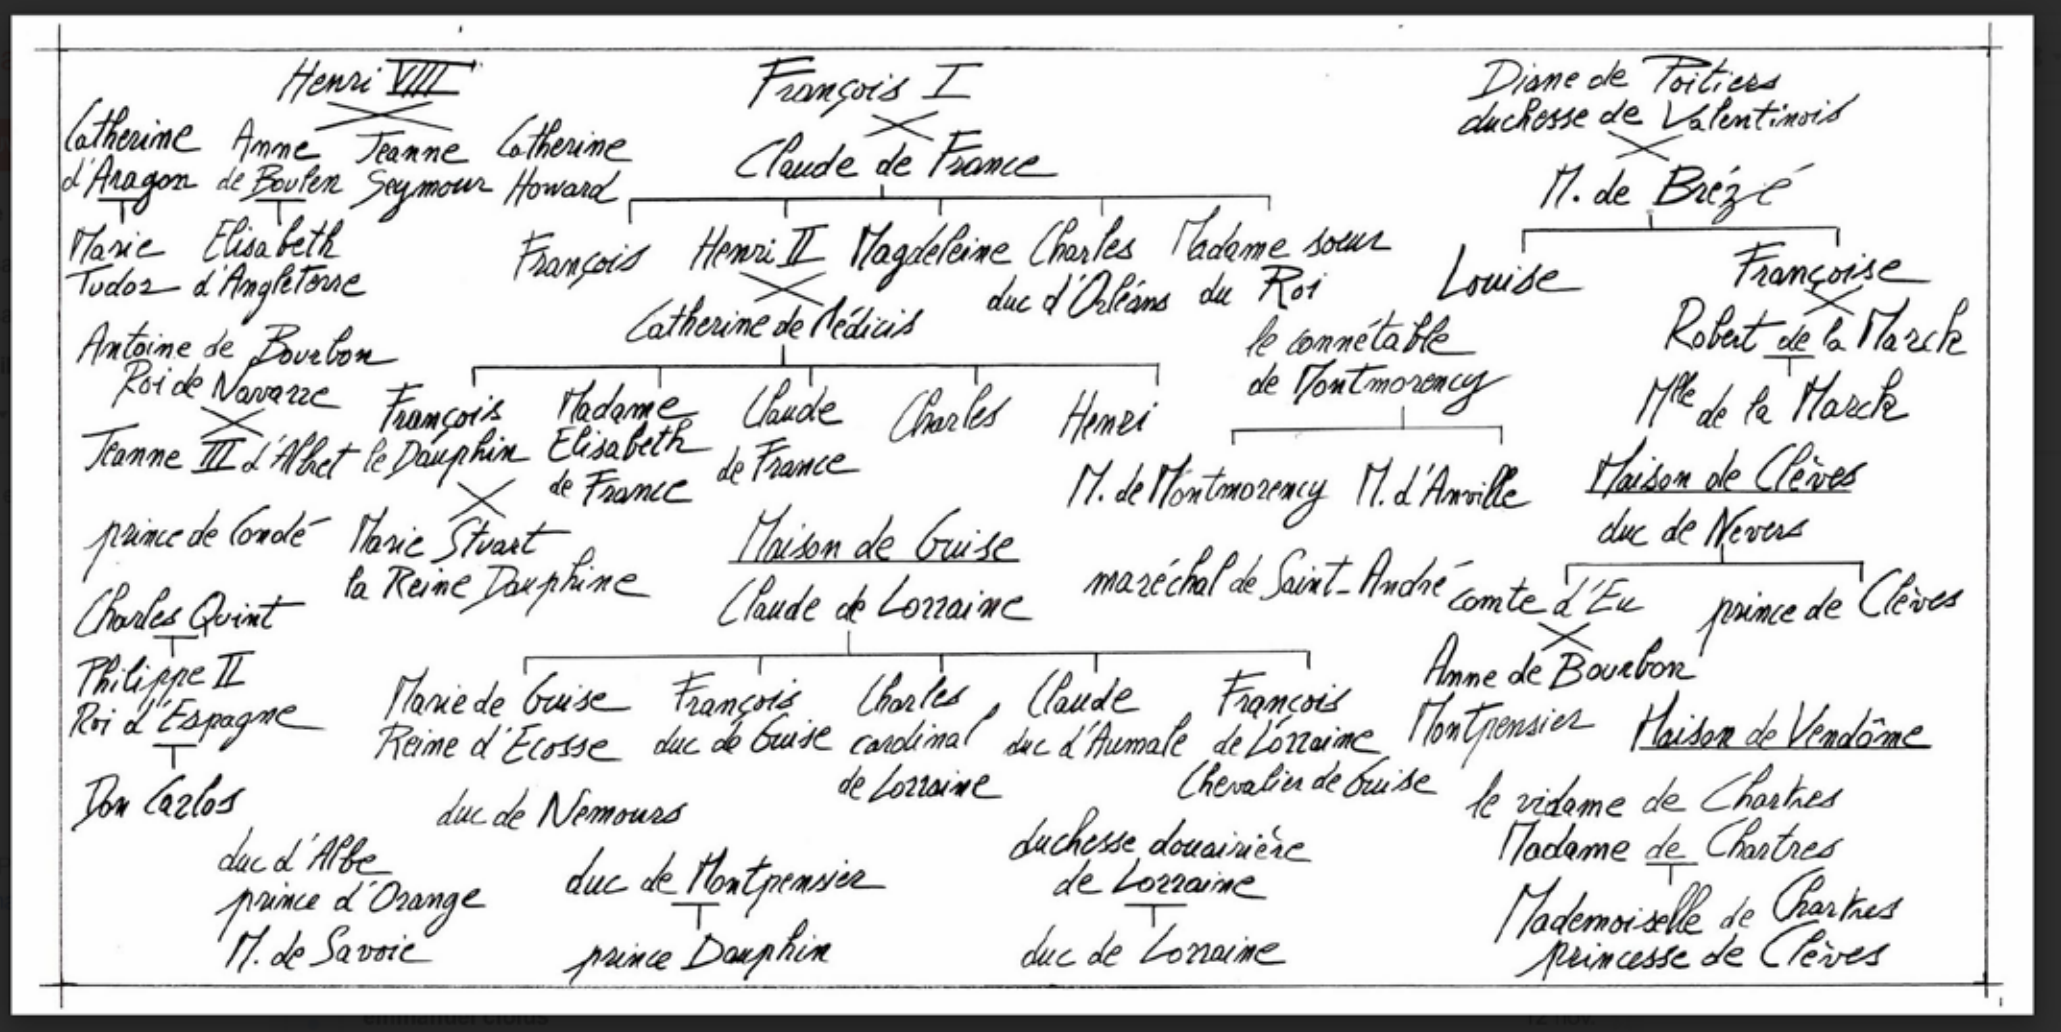 Henri VIII
Catherine d'Aragon
Anne de Boulen
Jeanne Seymour
Catherine Howard
Marie Tudor
Elisabeth d'Angleterre
François I
Claude de France
François
Henri II
Magdeleine
Charles duc d'Orléans
Madame soeur du Roi
Catherine de Médicis
François le Dauphin
Madame Elisabeth de France
Claude de France
Charles
Henri
Marie Stuart
la Reine Dauphine
Diane de Poitiers
duchesse de Valentinois
M. de Brézé
Louise
Françoise
Robert de la Marck
Mlle de la Marck
Antoine de Bourbon
Roi de Navarre
Jeanne III d'Albret
prince de Condé
le connétable
de Montmorency
M. de Montmorency
M. d'Anville
maréchal de Saint-André
Maison de Clèves
duc de Nevers
comte d'Eu
prince de Clèves
Anne de Bourbon
Montpensier
Charles Quint
Philippe II
Roi d'Espagne
Don Carlos
Maison de Guise
Claude de Lorraine
Marie de Guise
Reine d'Ecosse
François
duc de Guise
Charles
cardinal
de Lorraine
Claude
duc d'Aumale
François
de Lorraine
Chevalier de Guise
Maison de Vendôme
le vidame de Chartres
Madame de Chartres
Mademoiselle de Chartres
princesse de Clèves
duc de Nemours
duc d'Albe
prince d'Orange
M. de Savoie
duc de Montpensier
prince Dauphin
duchesse douairière
de Lorraine
duc de Lorraine